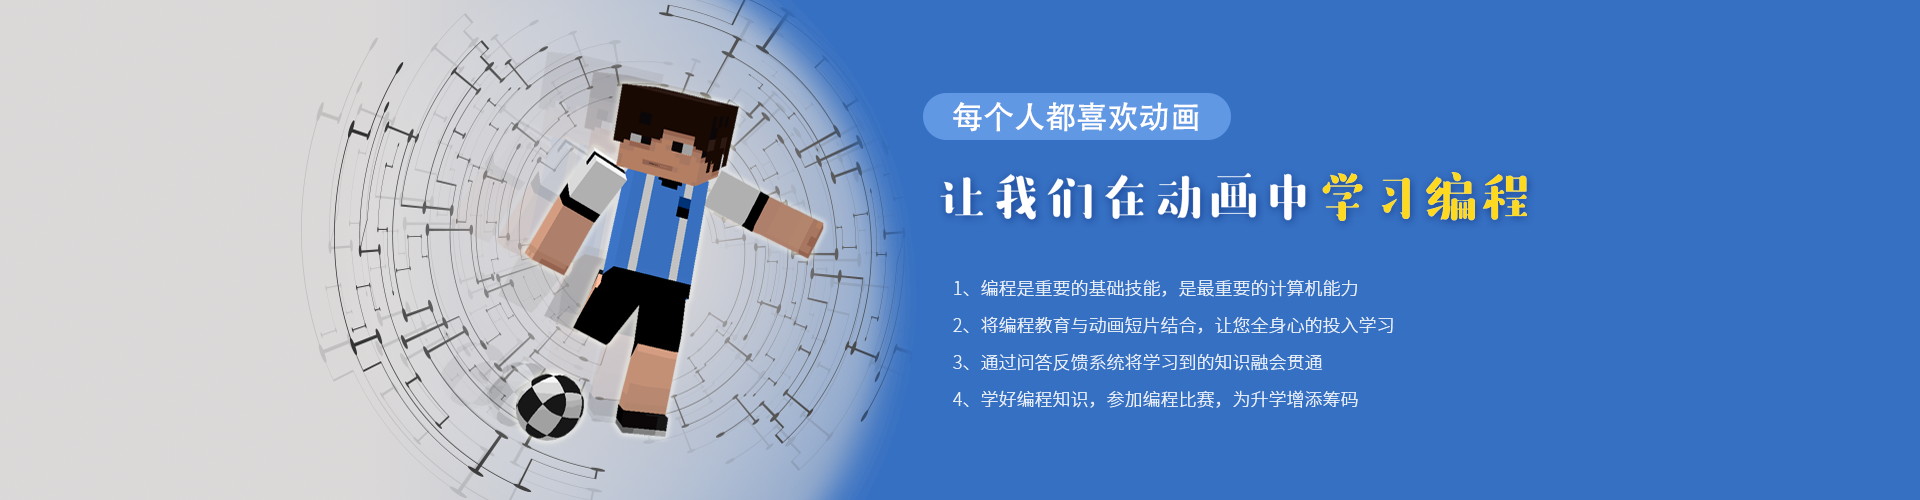 每个人都喜欢动画
让我们在动画中学习编程
1、编程是重要的基础技能，是最重要的计算机能力
2、将编程教育与动画短片结合，让您全身心的投入学习
3、通过问答反馈系统将学习到的知识融会贯通
4、学好编程知识，参加编程比赛，为升学增添筹码